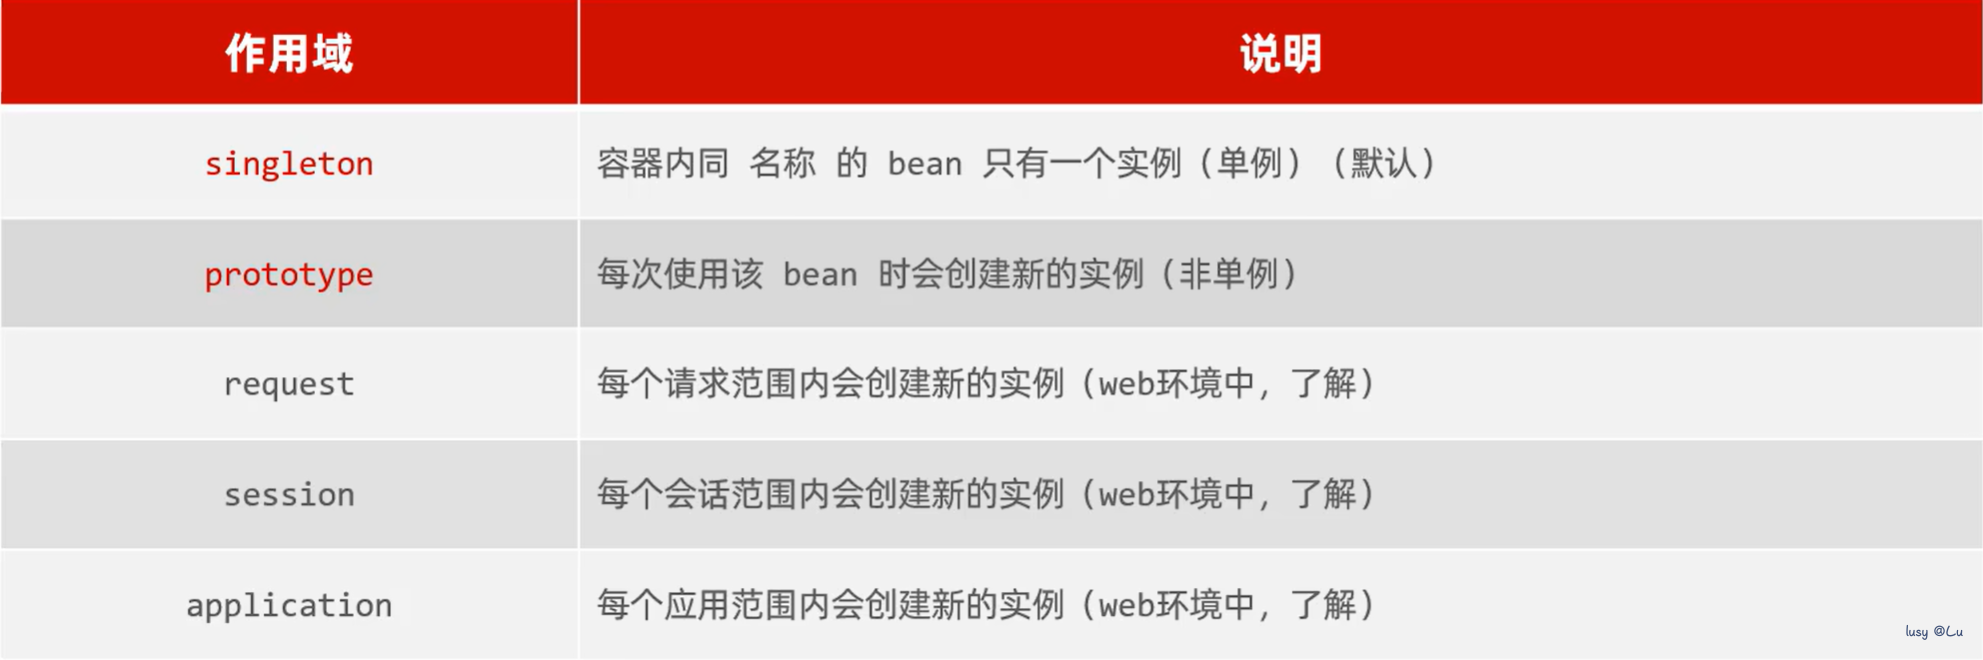 作用域 说明
singleton 容器内同 名称 的 bean 只有一个实例（单例）（默认）
prototype 每次使用该 bean 时会创建新的实例（非单例）
request 每个请求范围内会创建新的实例（web环境中，了解）
session 每个会话范围内会创建新的实例（web环境中，了解）
application 每个应用范围内会创建新的实例（web环境中，了解）
lusy @Lu